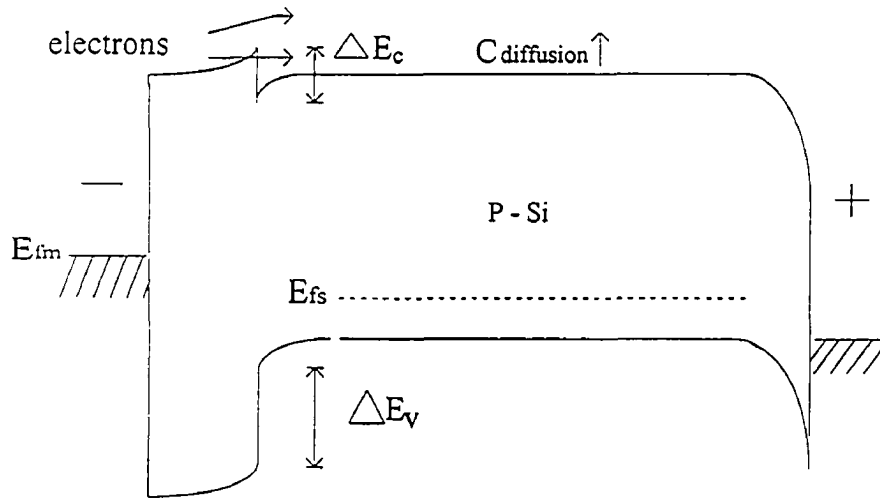 electrons
△E_c
C_diffusion ↑
−
P - Si
+
E_fm
E_fs
△E_v